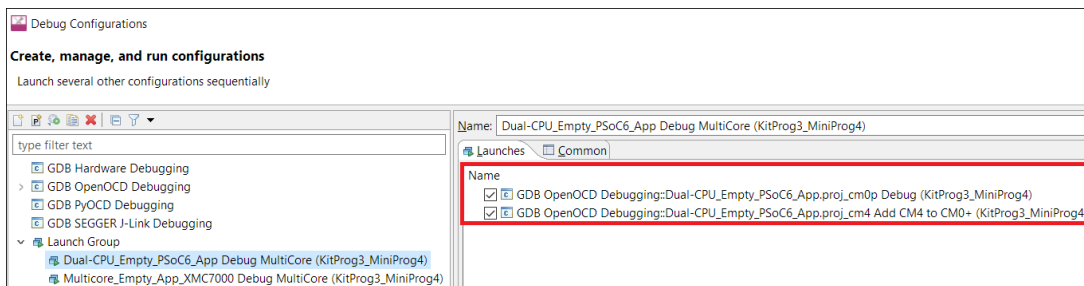 Debug Configurations
Create, manage, and run configurations
Launch several other configurations sequentially
type filter text
GDB Hardware Debugging
GDB OpenOCD Debugging
GDB PyOCD Debugging
GDB SEGGER J-Link Debugging
Launch Group
Dual-CPU_Empty_PSoC6_App Debug MultiCore (KitProg3_MiniProg4)
Multicore_Empty_App_XMC7000 Debug MultiCore (KitProg3_MiniProg4)
Name: Dual-CPU_Empty_PSoC6_App Debug MultiCore (KitProg3_MiniProg4)
Launches Common
Name
GDB OpenOCD Debugging::Dual-CPU_Empty_PSoC6_App.proj_cm0p Debug (KitProg3_MiniProg4)
GDB OpenOCD Debugging::Dual-CPU_Empty_PSoC6_App.proj_cm4 Add CM4 to CM0+ (KitProg3_MiniProg4